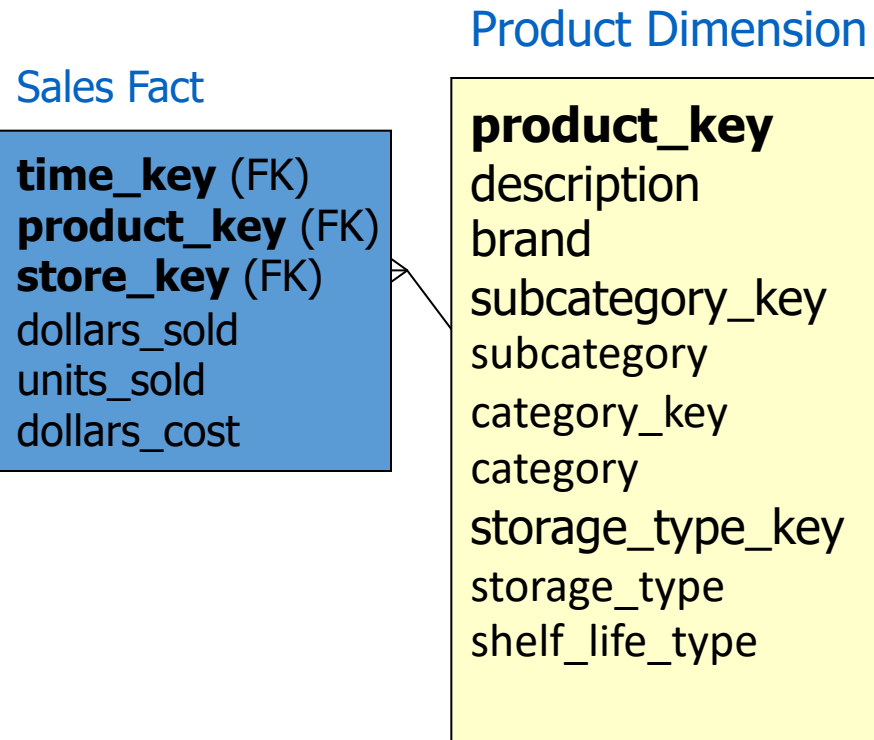 Product Dimension
Sales Fact
time_key (FK)
product_key (FK)
store_key (FK)
dollars_sold
units_sold
dollars_cost
product_key
description
brand
subcategory_key
subcategory
category_key
category
storage_type_key
storage_type
shelf_life_type